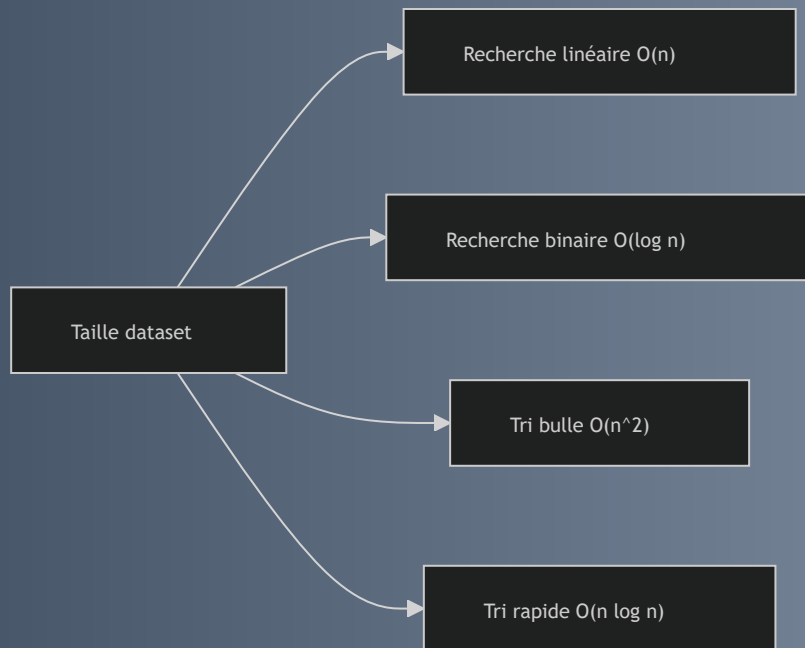 Recherche linéaire O(n)
Recherche binaire O(log n)
Taille dataset
Tri bulle O(n^2)
Tri rapide O(n log n)